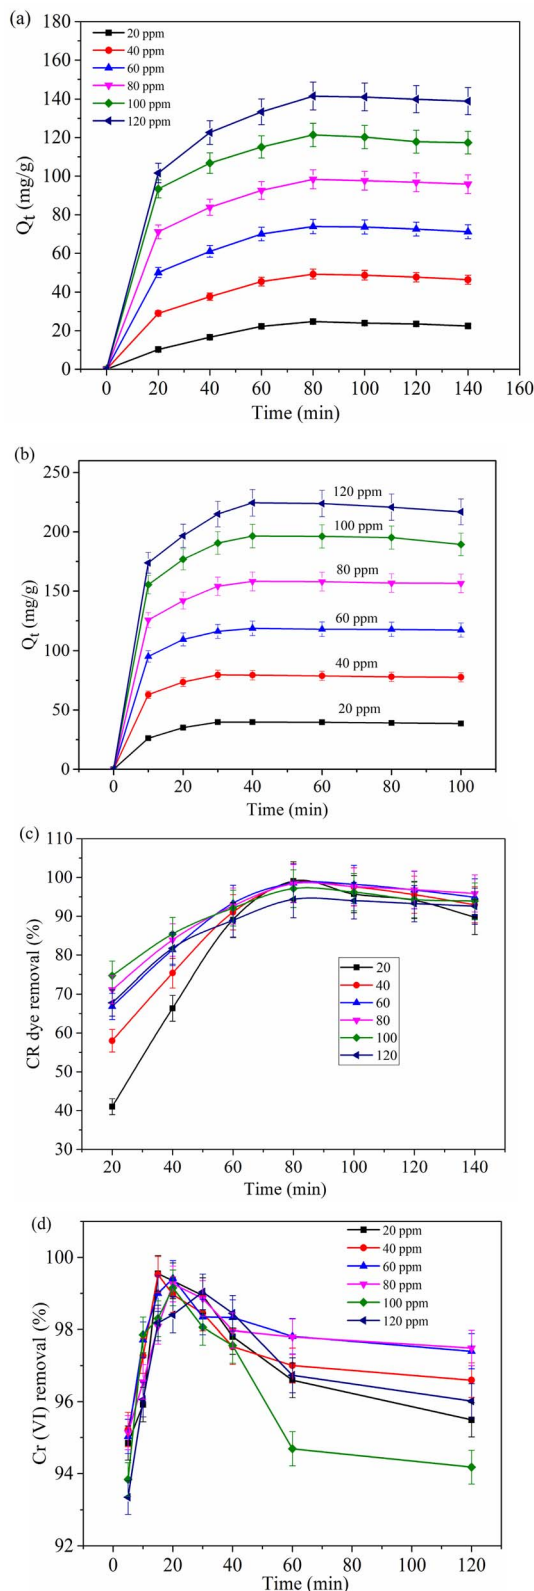 (a)
180
160
140
120
100
80
60
40
20
0
Qt (mg/g)
20 ppm
40 ppm
60 ppm
80 ppm
100 ppm
120 ppm
0 20 40 60 80 100 120 140 160
Time (min)
(b)
250
200
150
100
50
0
Qt (mg/g)
120 ppm
100 ppm
80 ppm
60 ppm
40 ppm
20 ppm
0 20 40 60 80 100
Time (min)
(c)
110
100
90
80
70
60
50
40
30
CR dye removal (%)
20
40
60
80
100
120
20 40 60 80 100 120 140
Time (min)
(d)
100
98
96
94
92
Cr (VI) removal (%)
20 ppm
40 ppm
60 ppm
80 ppm
100 ppm
120 ppm
0 20 40 60 80 100 120
Time (min)